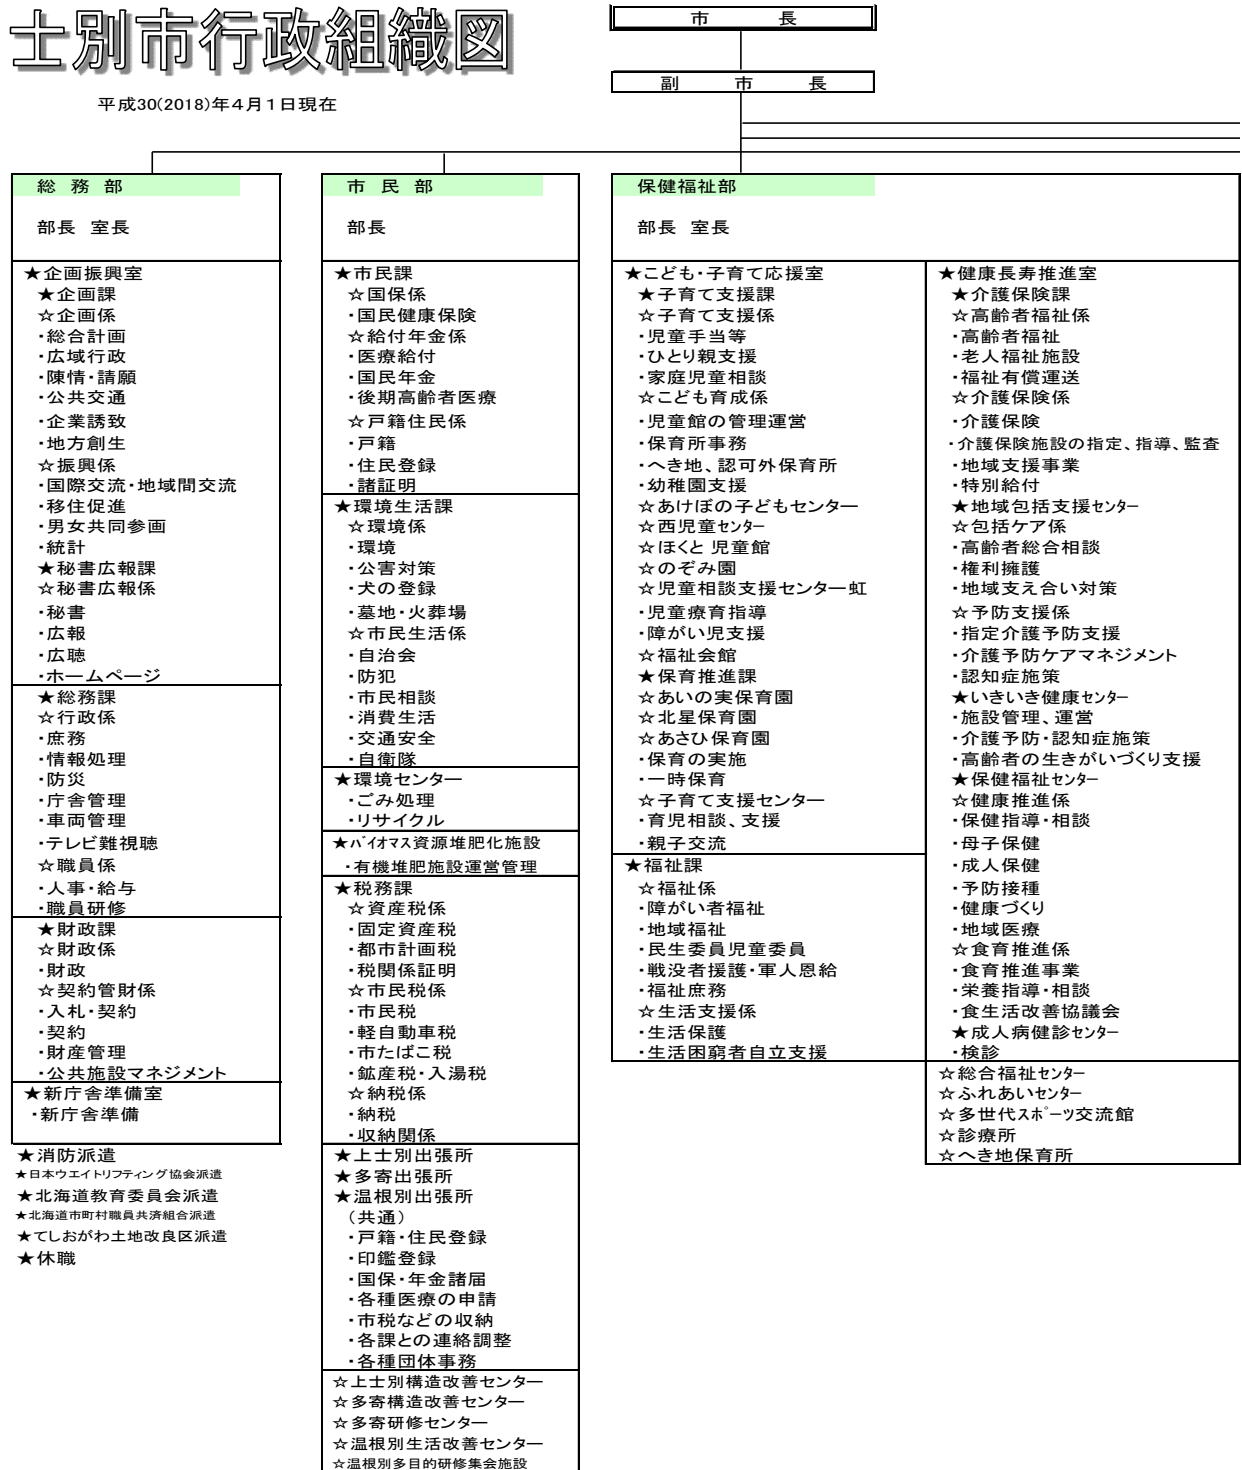 士別市行政組織図
平成30(2018)年4月1日現在
市　　　長
副　　市　　長
総 務 部
部長 室長
★企画振興室
★企画課
☆企画係
・総合計画
・広域行政
・陳情・請願
・公共交通
・企業誘致
・地方創生
☆振興係
・国際交流・地域間交流
・移住促進
・男女共同参画
・統計
★秘書広報課
☆秘書広報係
・秘書
・広報
・広聴
・ホームページ
★総務課
☆行政係
・庶務
・情報処理
・防災
・庁舎管理
・車両管理
・テレビ難視聴
☆職員係
・人事・給与
・職員研修
★財政課
☆財政係
・財政
☆契約管財係
・入札・契約
・契約
・財産管理
・公共施設マネジメント
★新庁舎準備室
・新庁舎準備
★消防派遣
★日本ウエイトリフティング協会派遣
★北海道教育委員会派遣
★北海道市町村職員共済組合派遣
★てしおがわ土地改良区派遣
★休職
市 民 部
部長
★市民課
☆国保係
・国民健康保険
☆給付年金係
・医療給付
・国民年金
・後期高齢者医療
☆戸籍住民係
・戸籍
・住民登録
・諸証明
★環境生活課
☆環境係
・環境
・公害対策
・犬の登録
・墓地・火葬場
☆市民生活係
・自治会
・防犯
・市民相談
・消費生活
・交通安全
・自衛隊
★環境センター
・ごみ処理
・リサイクル
★バイオマス資源堆肥化施設
・有機堆肥施設運営管理
★税務課
☆資産税係
・固定資産税
・都市計画税
・税関係証明
☆市民税係
・市民税
・軽自動車税
・市たばこ税
・鉱産税・入湯税
☆納税係
・納税
・収納関係
★上士別出張所
★多寄出張所
★温根別出張所
（共通）
・戸籍・住民登録
・印鑑登録
・国保・年金諸届
・各種医療の申請
・市税などの収納
・各課との連絡調整
・各種団体事務
☆上士別構造改善センター
☆多寄構造改善センター
☆多寄研修センター
☆温根別生活改善センター
☆温根別多目的研修集会施設
保健福祉部
部長 室長
★こども・子育て応援室
★子育て支援課
☆子育て支援係
・児童手当等
・ひとり親支援
・家庭児童相談
☆こども育成係
・児童館の管理運営
・保育所事務
・へき地、認可外保育所
・幼稚園支援
☆あけぼの子どもセンター
☆西児童センター
☆ほくと 児童館
☆のぞみ園
☆児童相談支援センター虹
・児童療育指導
・障がい児支援
☆福祉会館
★保育推進課
☆あいの実保育園
☆北星保育園
☆あさひ保育園
・保育の実施
・一時保育
☆子育て支援センター
・育児相談、支援
・親子交流
★福祉課
☆福祉係
・障がい者福祉
・地域福祉
・民生委員児童委員
・戦没者援護・軍人恩給
・福祉庶務
☆生活支援係
・生活保護
・生活困窮者自立支援
★健康長寿推進室
★介護保険課
☆高齢者福祉係
・高齢者福祉
・老人福祉施設
・福祉有償運送
☆介護保険係
・介護保険
・介護保険施設の指定、指導、監査
・地域支援事業
・特別給付
★地域包括支援センター
☆包括ケア係
・高齢者総合相談
・権利擁護
・地域支え合い対策
☆予防支援係
・指定介護予防支援
・介護予防ケアマネジメント
・認知症施策
★いきいき健康センター
・施設管理、運営
・介護予防・認知症施策
・高齢者の生きがいづくり支援
★保健福祉センター
☆健康推進係
・保健指導・相談
・母子保健
・成人保健
・予防接種
・健康づくり
・地域医療
☆食育推進係
・食育推進事業
・栄養指導・相談
・食生活改善協議会
★成人病健診センター
・検診
☆総合福祉センター
☆ふれあいセンター
☆多世代スポーツ交流館
☆診療所
☆へき地保育所